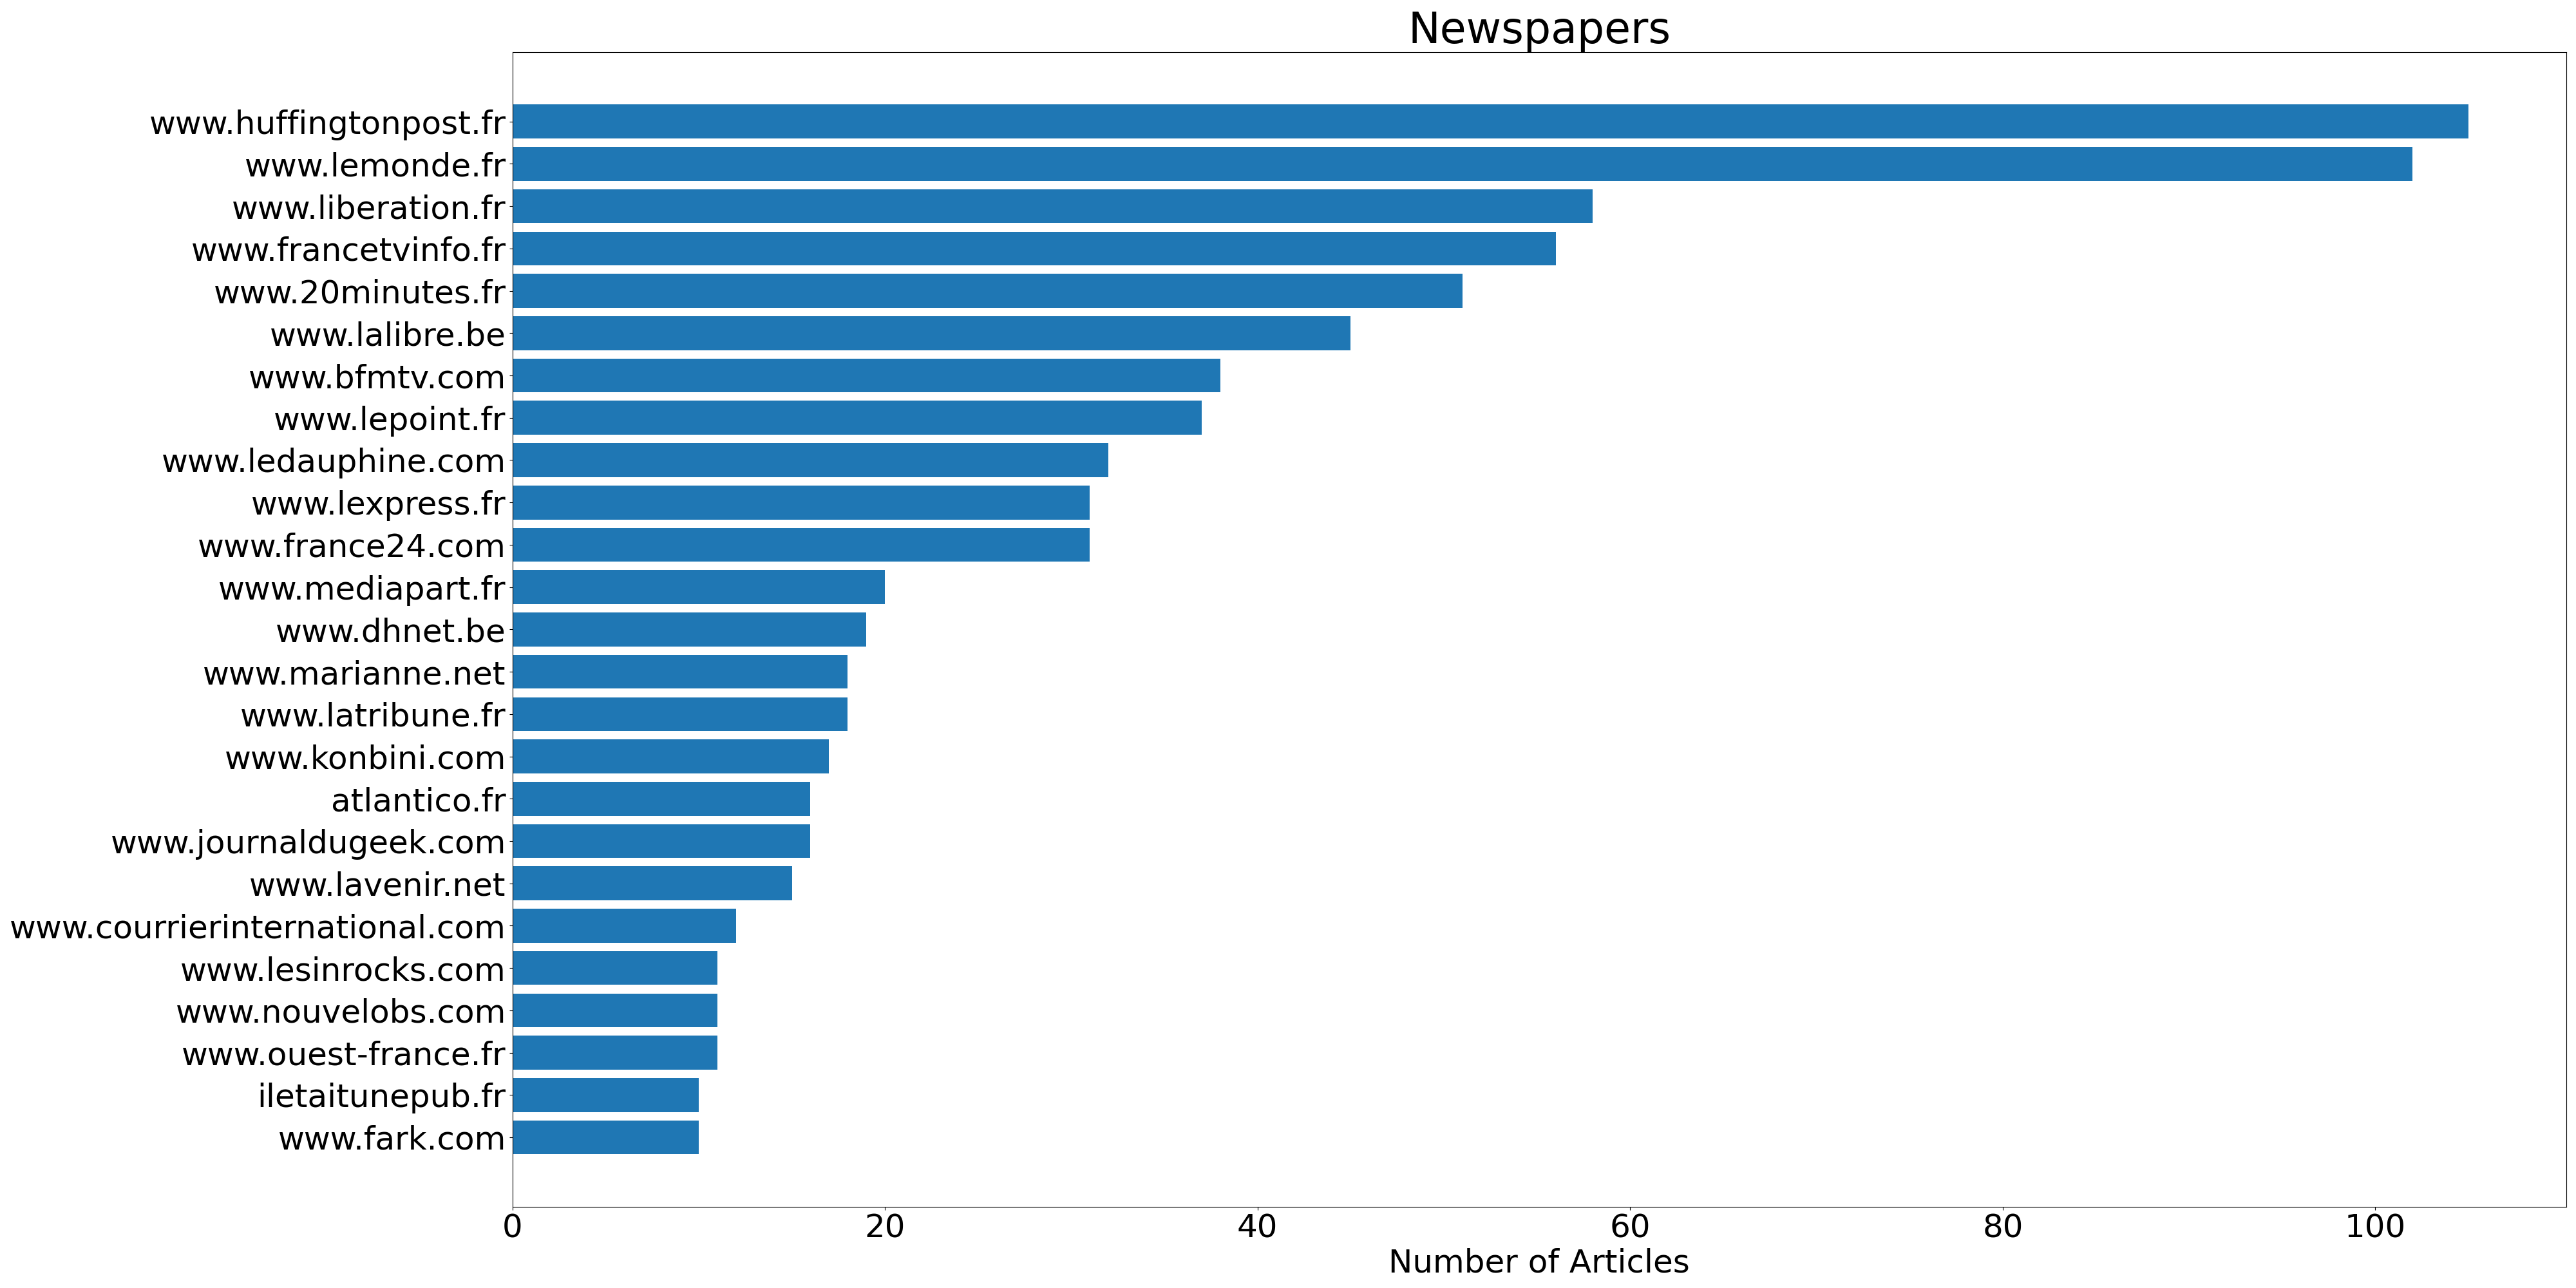 Newspapers
www.huffingtonpost.fr
www.lemonde.fr
www.liberation.fr
www.francetvinfo.fr
www.20minutes.fr
www.lalibre.be
www.bfmtv.com
www.lepoint.fr
www.ledauphine.com
www.lexpress.fr
www.france24.com
www.mediapart.fr
www.dhnet.be
www.marianne.net
www.latribune.fr
www.konbini.com
atlantico.fr
www.journaldugeek.com
www.lavenir.net
www.courrierinternational.com
www.lesinrocks.com
www.nouvelobs.com
www.ouest-france.fr
iletaitunepub.fr
www.fark.com
0 20 40 60 80 100
Number of Articles